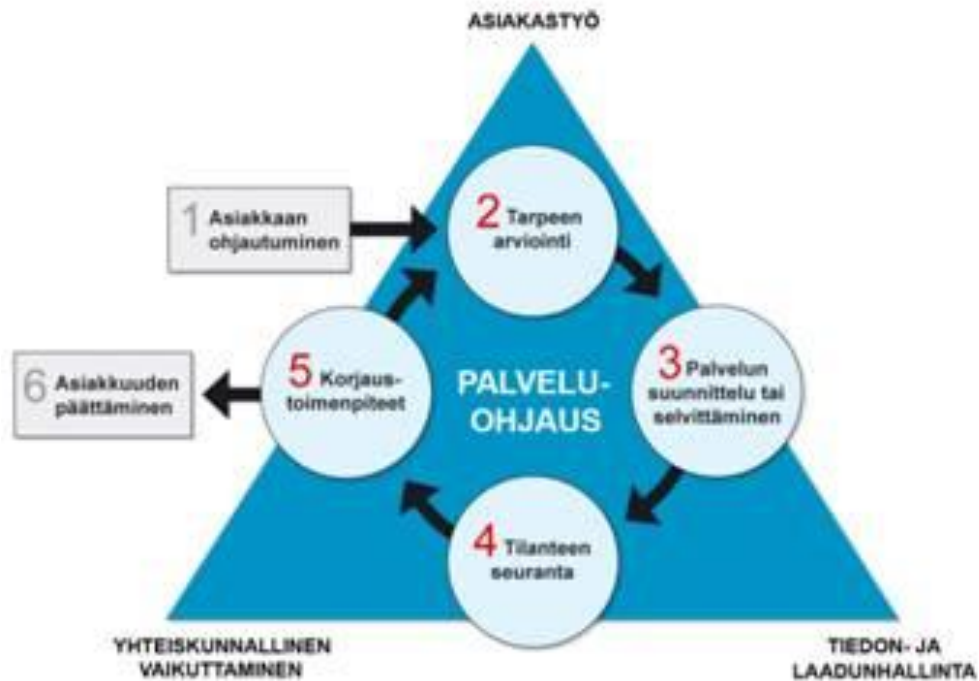 ASIAKASTYÖ
1 Asiakkaan
ohjautuminen
2 Tarpeen
arviointi
3 Palvelun
suunnittelu tai
selvittäminen
4 Tilanteen
seuranta
5 Korjaus-
toimenpiteet
6 Asiakkuuden
päättäminen
PALVELU-
OHJAUS
YHTEISKUNNALLINEN
VAIKUTTAMINEN
TIEDON- JA
LAADUNHALLINTA